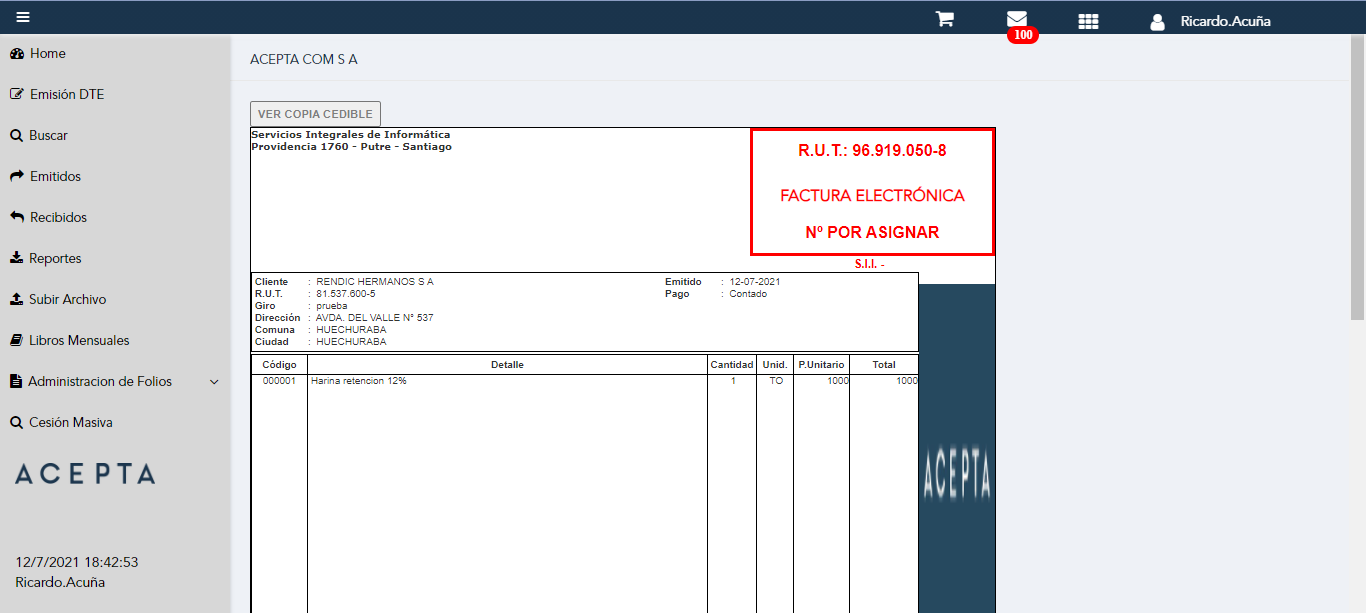 100
Ricardo.Acuña
Home
Emisión DTE
Buscar
Emitidos
Recibidos
Reportes
Subir Archivo
Libros Mensuales
Administracion de Folios
Cesión Masiva
ACEPTA
12/7/2021 18:42:53
Ricardo.Acuña
ACEPTA COM S A
VER COPIA CEDIBLE
Servicios Integrales de Informática
Providencia 1760 - Putre - Santiago
R.U.T.: 96.919.050-8
FACTURA ELECTRÓNICA
Nº POR ASIGNAR
S.I.I. -
Cliente : RENDIC HERMANOS S A Emitido : 12-07-2021
R.U.T. : 81.537.600-5 Pago : Contado
Giro : prueba
Dirección : AVDA. DEL VALLE N° 537
Comuna : HUECHURABA
Ciudad : HUECHURABA
Código Detalle Cantidad Unid. P.Unitario Total
000001 Harina retencion 12% 1 TO 1000 1000
ACEPTA